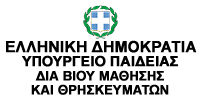 ΕΛΛΗΝΙΚΗ ΔΗΜΟΚΡΑΤΙΑ
ΥΠΟΥΡΓΕΙΟ ΠΑΙΔΕΙΑΣ
ΔΙΑ ΒΙΟΥ ΜΑΘΗΣΗΣ
ΚΑΙ ΘΡΗΣΚΕΥΜΑΤΩΝ